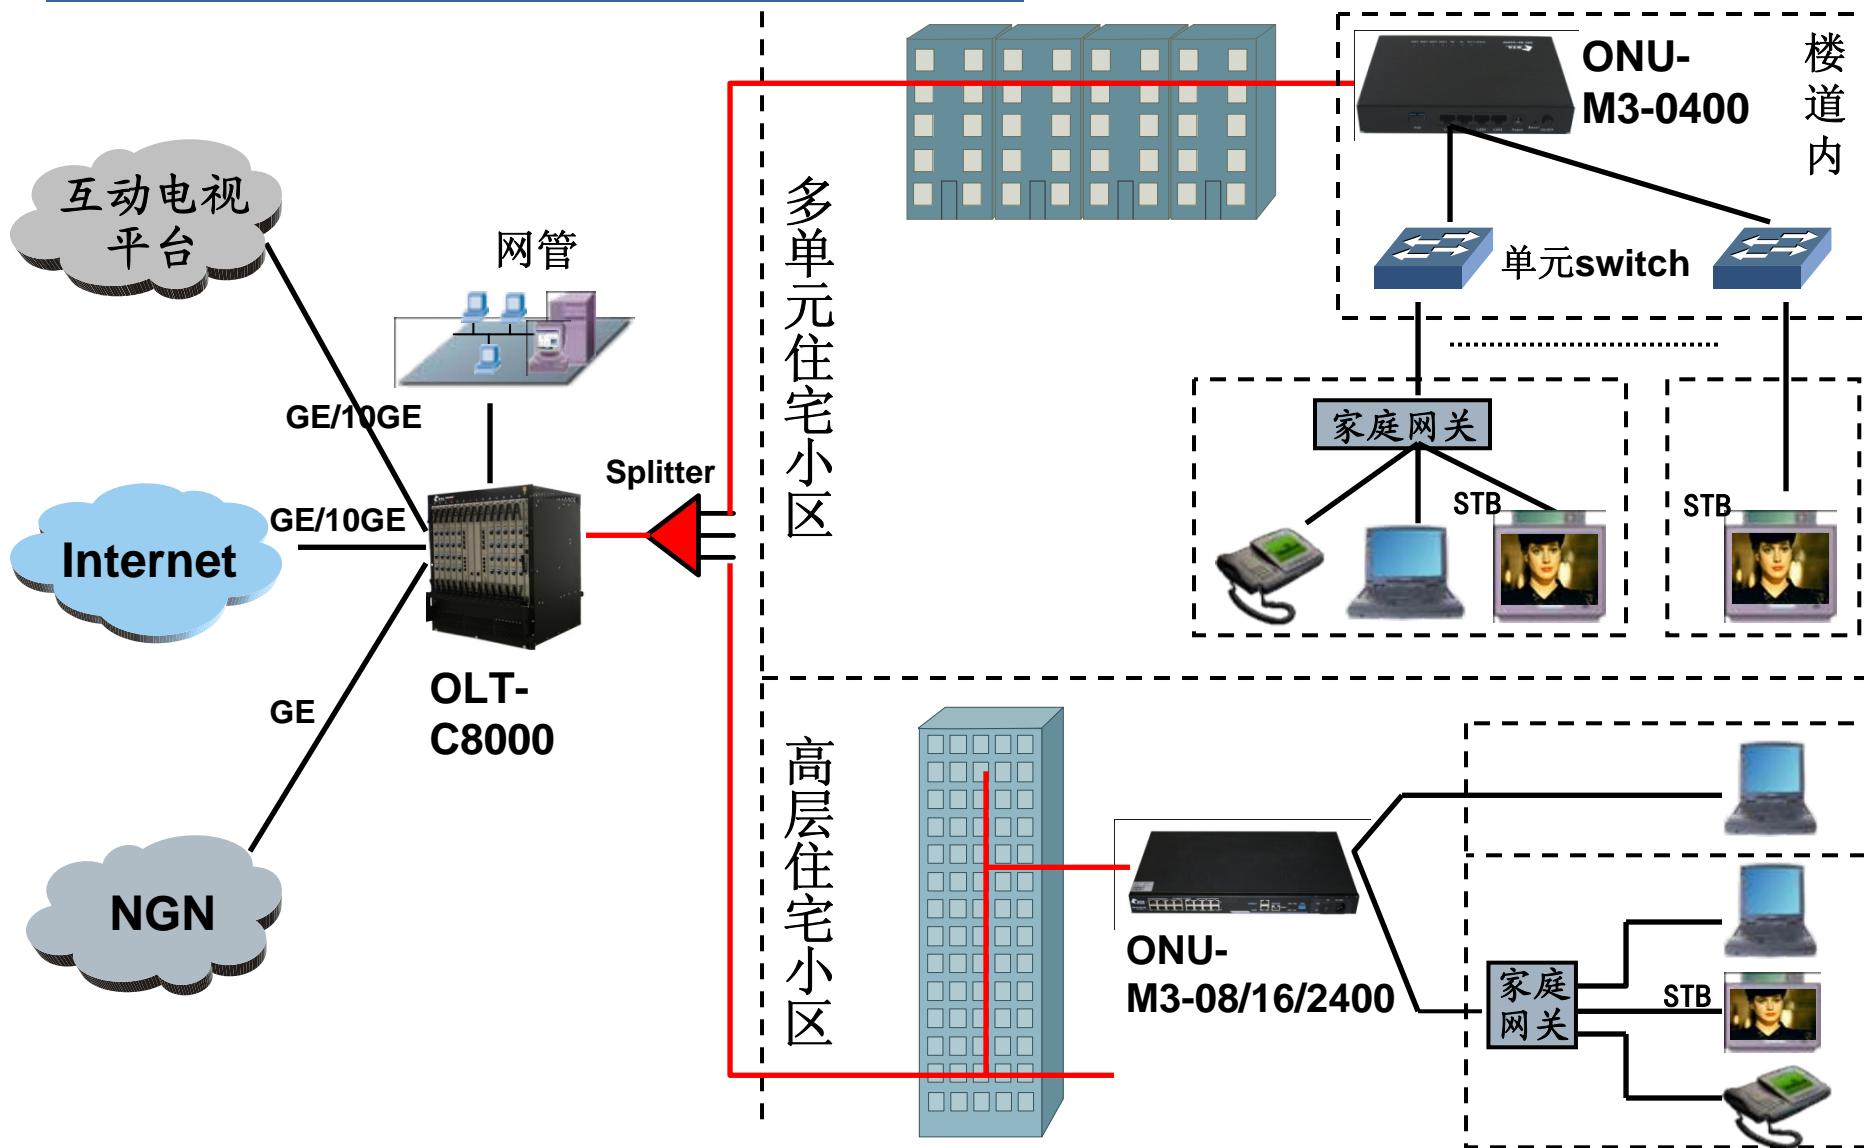 互动电视
平台
网管
GE/10GE
Internet
GE/10GE
GE
NGN
OLT-
C8000
Splitter
多单元住宅小区
ONU-
M3-0400
楼道内
单元switch
家庭网关
STB
STB
高层住宅小区
ONU-
M3-08/16/2400
家庭
网关
STB